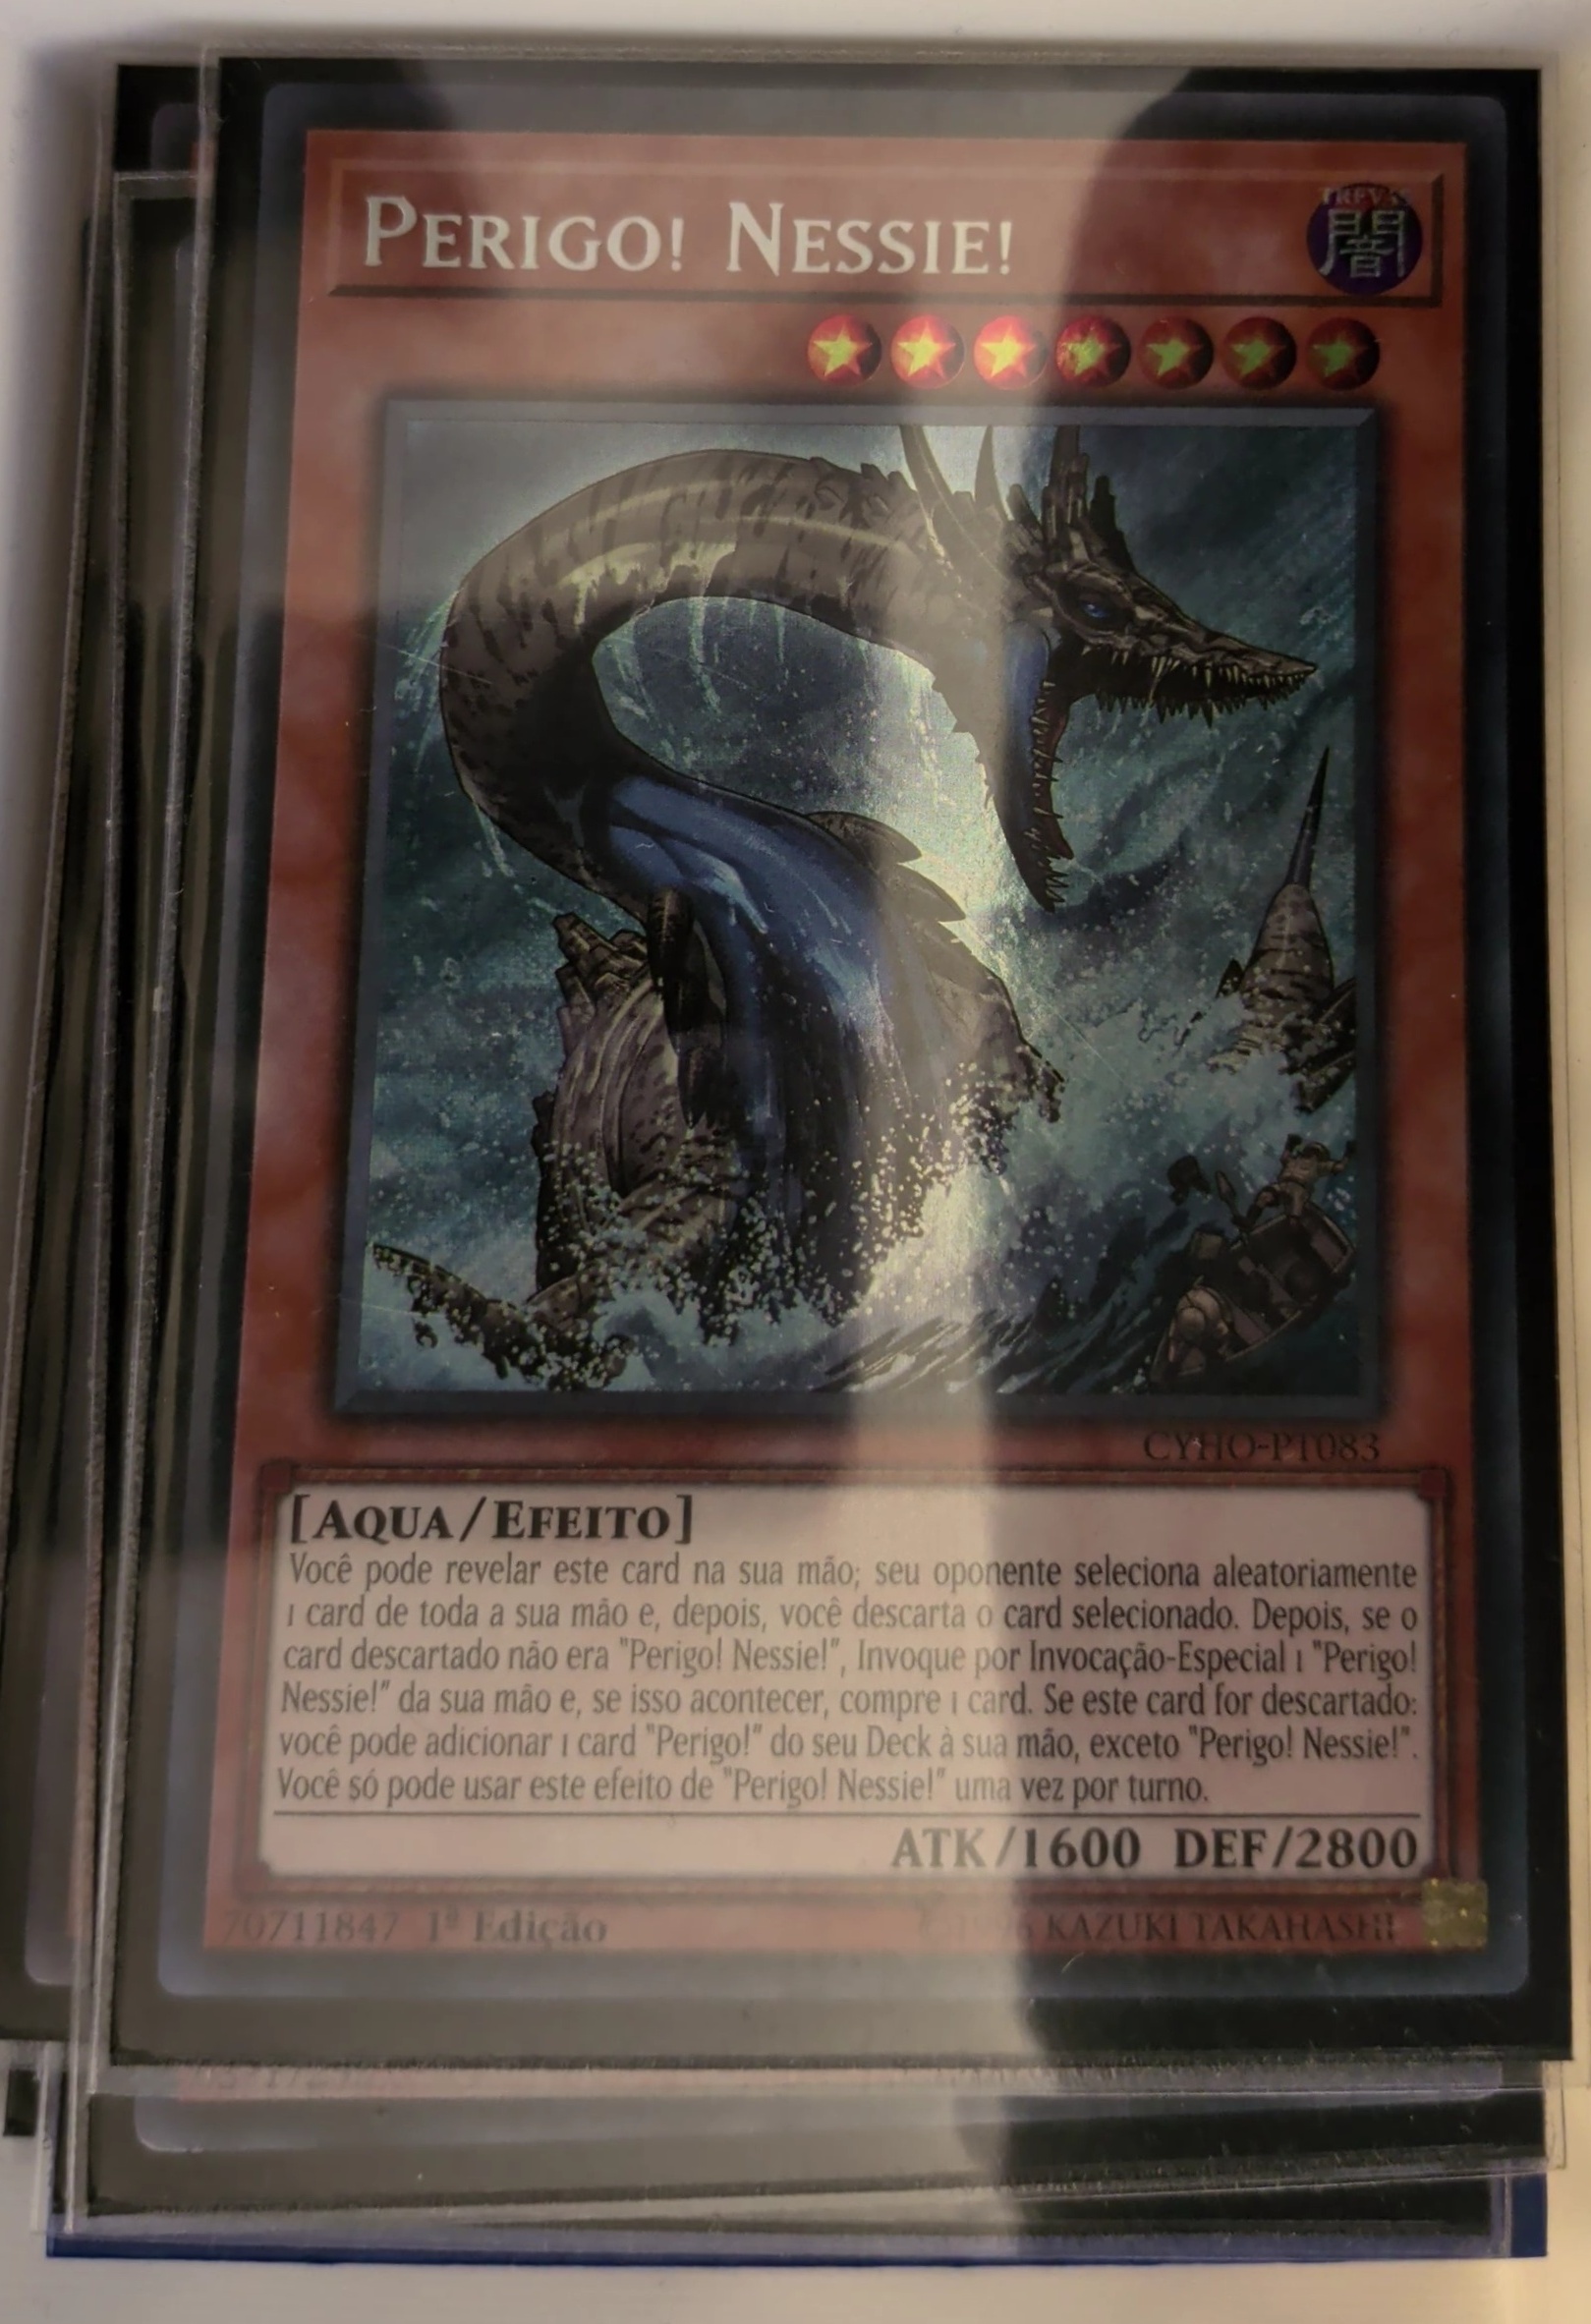 PERIGO! NESSIE!
TREVAS
闇
CYHO-PT083
[AQUA/EFEITO]
Você pode revelar este card na sua mão; seu oponente seleciona aleatoriamente
1 card de toda a sua mão e, depois, você descarta o card selecionado. Depois, se o
card descartado não era "Perigo! Nessie!", Invoque por Invocação-Especial 1 "Perigo!
Nessie!" da sua mão e, se isso acontecer, compre 1 card. Se este card for descartado:
você pode adicionar 1 card "Perigo!" do seu Deck à sua mão, exceto "Perigo! Nessie!".
Você só pode usar este efeito de "Perigo! Nessie!" uma vez por turno.
ATK/1600 DEF/2800
70711847 1ª Edição ©1996 KAZUKI TAKAHASHI